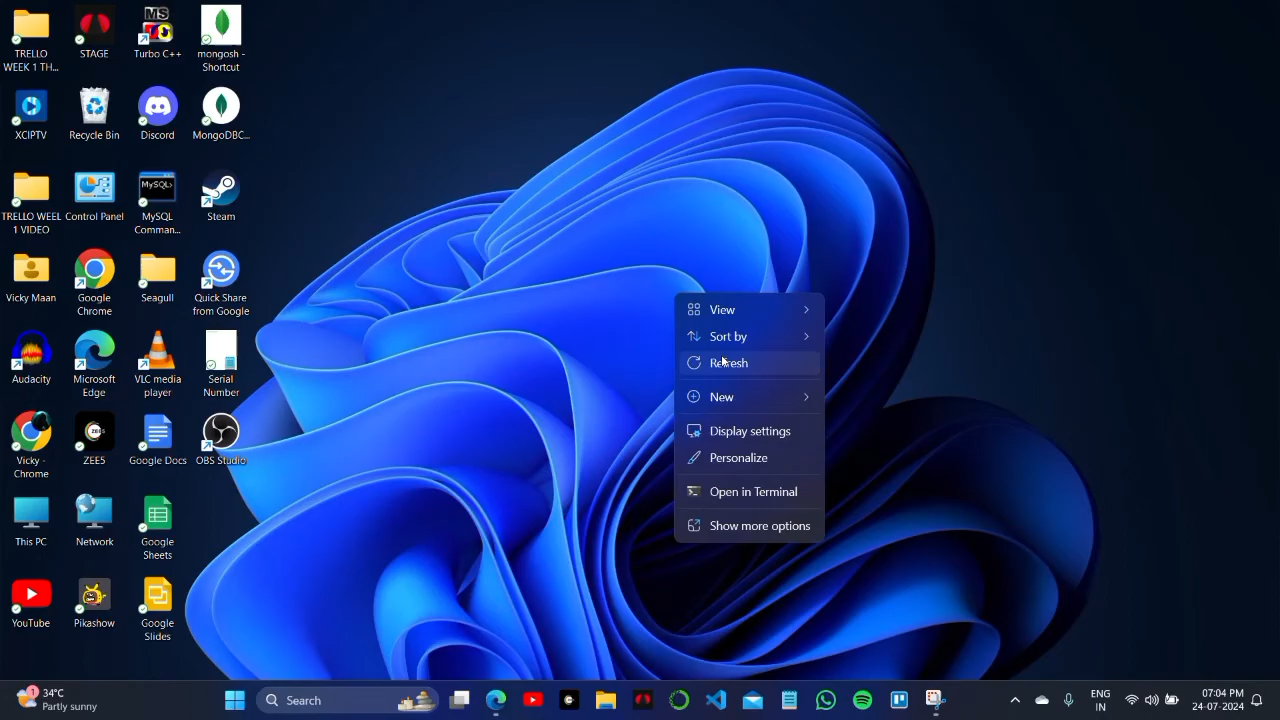 TRELLO
WEEK 1 TH...
STAGE
MS
Turbo C++
mongosh -
Shortcut
XCIPTV
Recycle Bin
Discord
MongoDBC...
TRELLO WEEL
1 VIDEO
Control Panel
MySQL>
MySQL
Comman...
Steam
Vicky Maan
Google
Chrome
Seagull
Quick Share
from Google
Audacity
Microsoft
Edge
VLC media
player
Serial
Number
Vicky -
Chrome
ZEE5
ZEE5
Google Docs
OBS Studio
This PC
Network
Google
Sheets
YouTube
Pikashow
Google
Slides
View
Sort by
Refresh
New
Display settings
Personalize
Open in Terminal
Show more options
1
34°C
Partly sunny
Search
ENG
IN
07:04 PM
24-07-2024